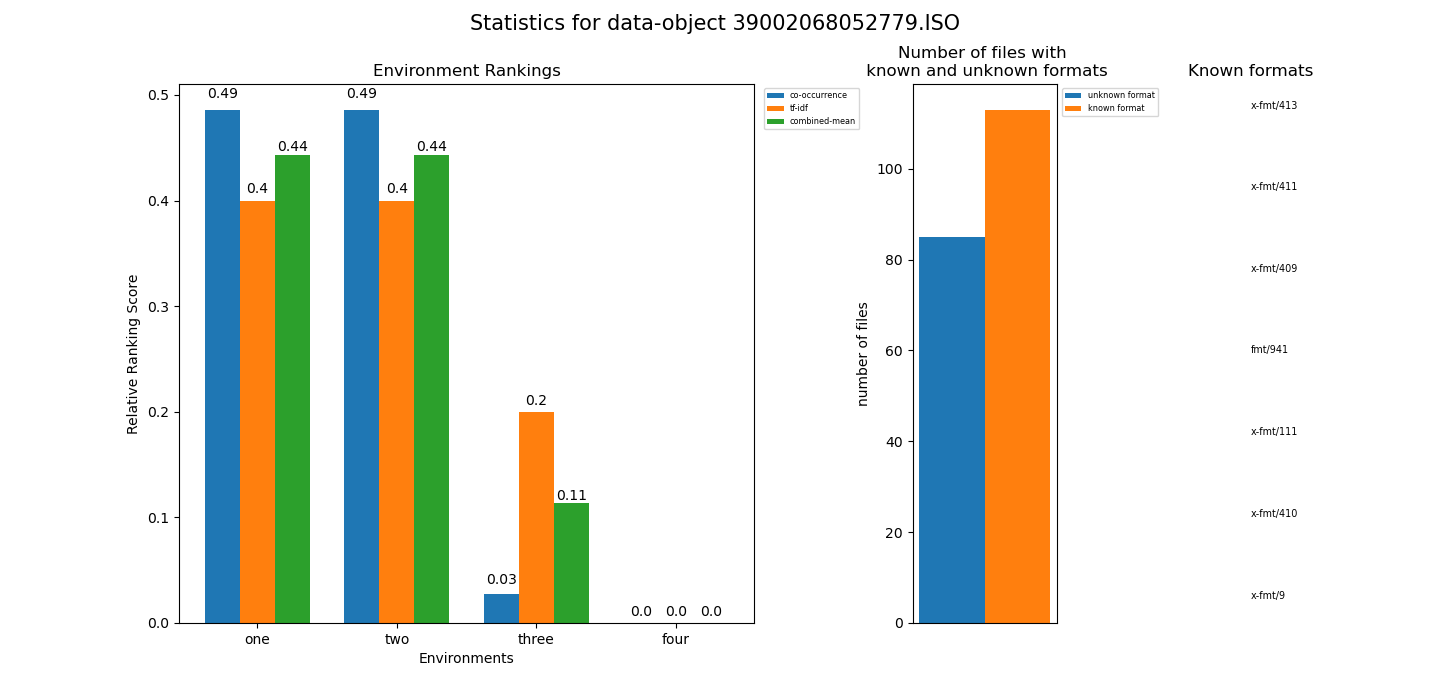 Statistics for data-object 39002068052779.ISO
Environment Rankings
0.5
0.4
0.3
0.2
0.1
0.0
Relative Ranking Score
0.49
0.4
0.44
0.49
0.4
0.44
0.03
0.2
0.11
0.0
0.0
0.0
one
two
three
four
Environments
co-occurrence
tf-idf
combined-mean
Number of files with
known and unknown formats
100
80
60
40
20
0
number of files
unknown format
known format
Known formats
x-fmt/413
x-fmt/411
x-fmt/409
fmt/941
x-fmt/111
x-fmt/410
x-fmt/9